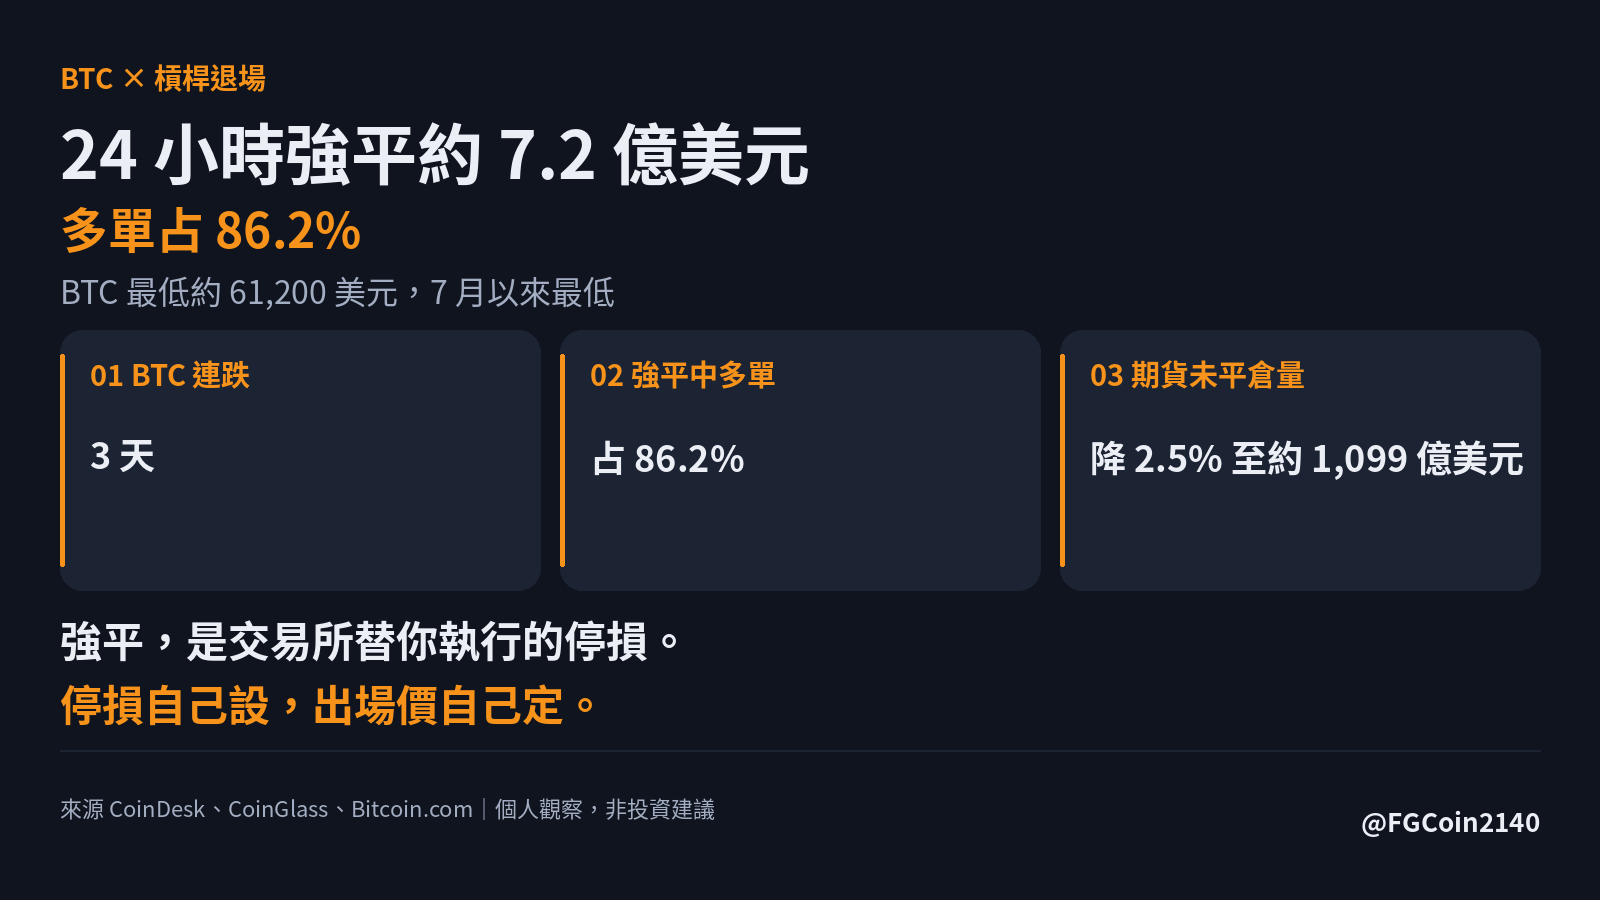 BTC × 槓桿退場
24 小時強平約 7.2 億美元
多單占 86.2%
BTC 最低約 61,200 美元，7 月以來最低
01 BTC 連跌
3 天
02 強平中多單
占 86.2%
03 期貨未平倉量
降 2.5% 至約 1,099 億美元
強平，是交易所替你執行的停損。
停損自己設，出場價自己定。
來源 CoinDesk、CoinGlass、Bitcoin.com｜個人觀察，非投資建議
@FGCoin2140